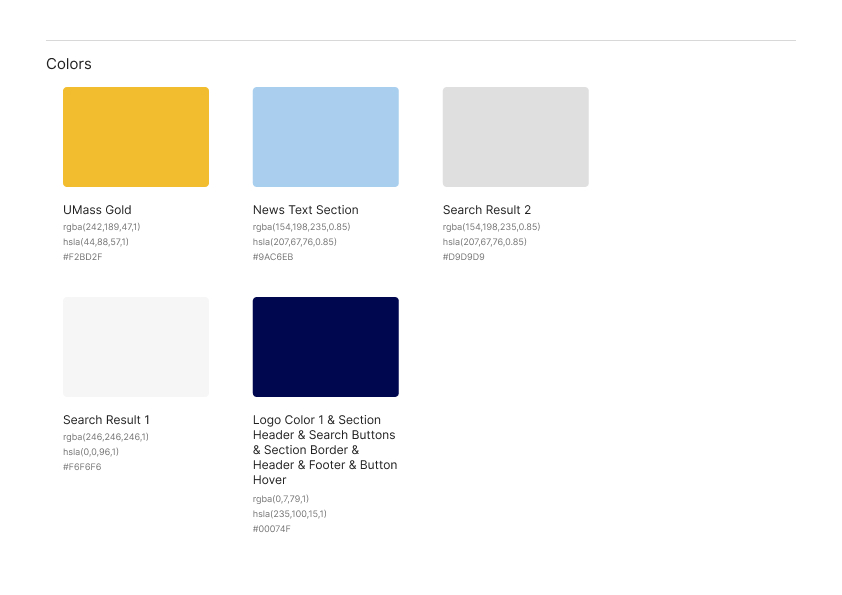 Colors
UMass Gold
rgba(242,189,47,1)
hsla(44,88,57,1)
#F2BD2F
News Text Section
rgba(154,198,235,0.85)
hsla(207,67,76,0.85)
#9AC6EB
Search Result 2
rgba(154,198,235,0.85)
hsla(207,67,76,0.85)
#D9D9D9
Search Result 1
rgba(246,246,246,1)
hsla(0,0,96,1)
#F6F6F6
Logo Color 1 & Section
Header & Search Buttons
& Section Border &
Header & Footer & Button
Hover
rgba(0,7,79,1)
hsla(235,100,15,1)
#00074F